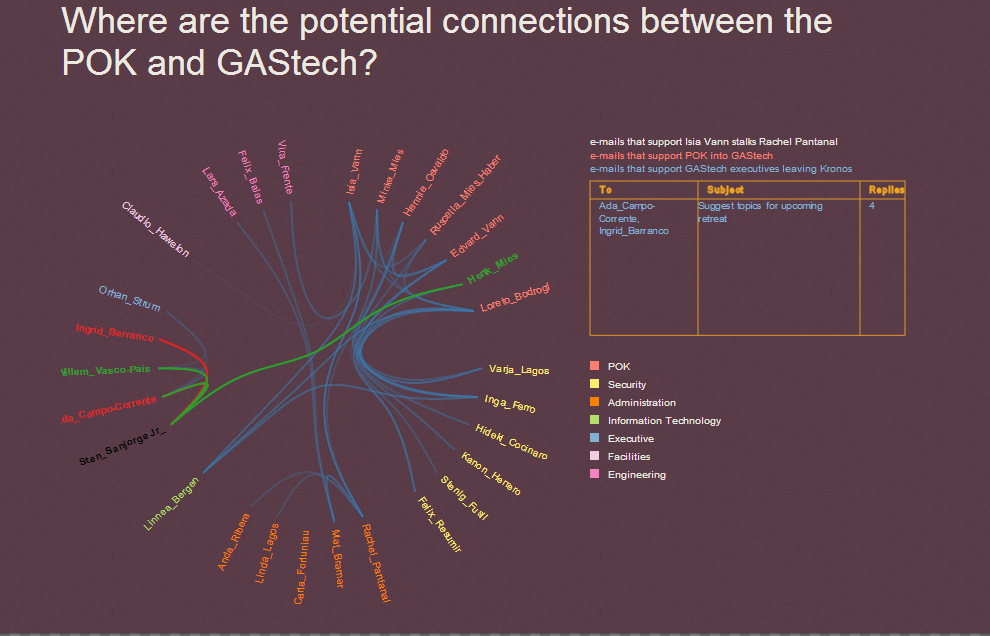 Where are the potential connections between the
POK and GAStech?
e-mails that support Isia Vann stalks Rachel Pantanal
e-mails that support POK into GAStech
e-mails that support GAStech executives leaving Kronos
To Subject Replies
Ada_Campo-
Corrente,
Ingrid_Barranco
Suggest topics for upcoming
retreat
4
Vira_Frente
Felix_Balas
Lars_Azada
Claudio_Hawelon
Orhan_Strum
Ingrid_Barranco
Willem_Vasco-Pais
da_Campo-Corrente
Sten_Sanjorge Jr_
Linnea_Bergen
Anda_Ribera
Linda_Lagos
Carla_Forluniau
Mat_Bramar
Rachel_Pantanal
Isia_Vann
Minke_Mies
Hennie_Osvaldo
Ruscella_Mies_Haber
Edvard_Vann
Henk_Mies
Loreto_Bodrogi
Varja_Lagos
Inga_Ferro
Hideki_Cocinaro
Kanon_Herrero
Stenig_Fusil
Felix_Resumir
POK
Security
Administration
Information Technology
Executive
Facilities
Engineering